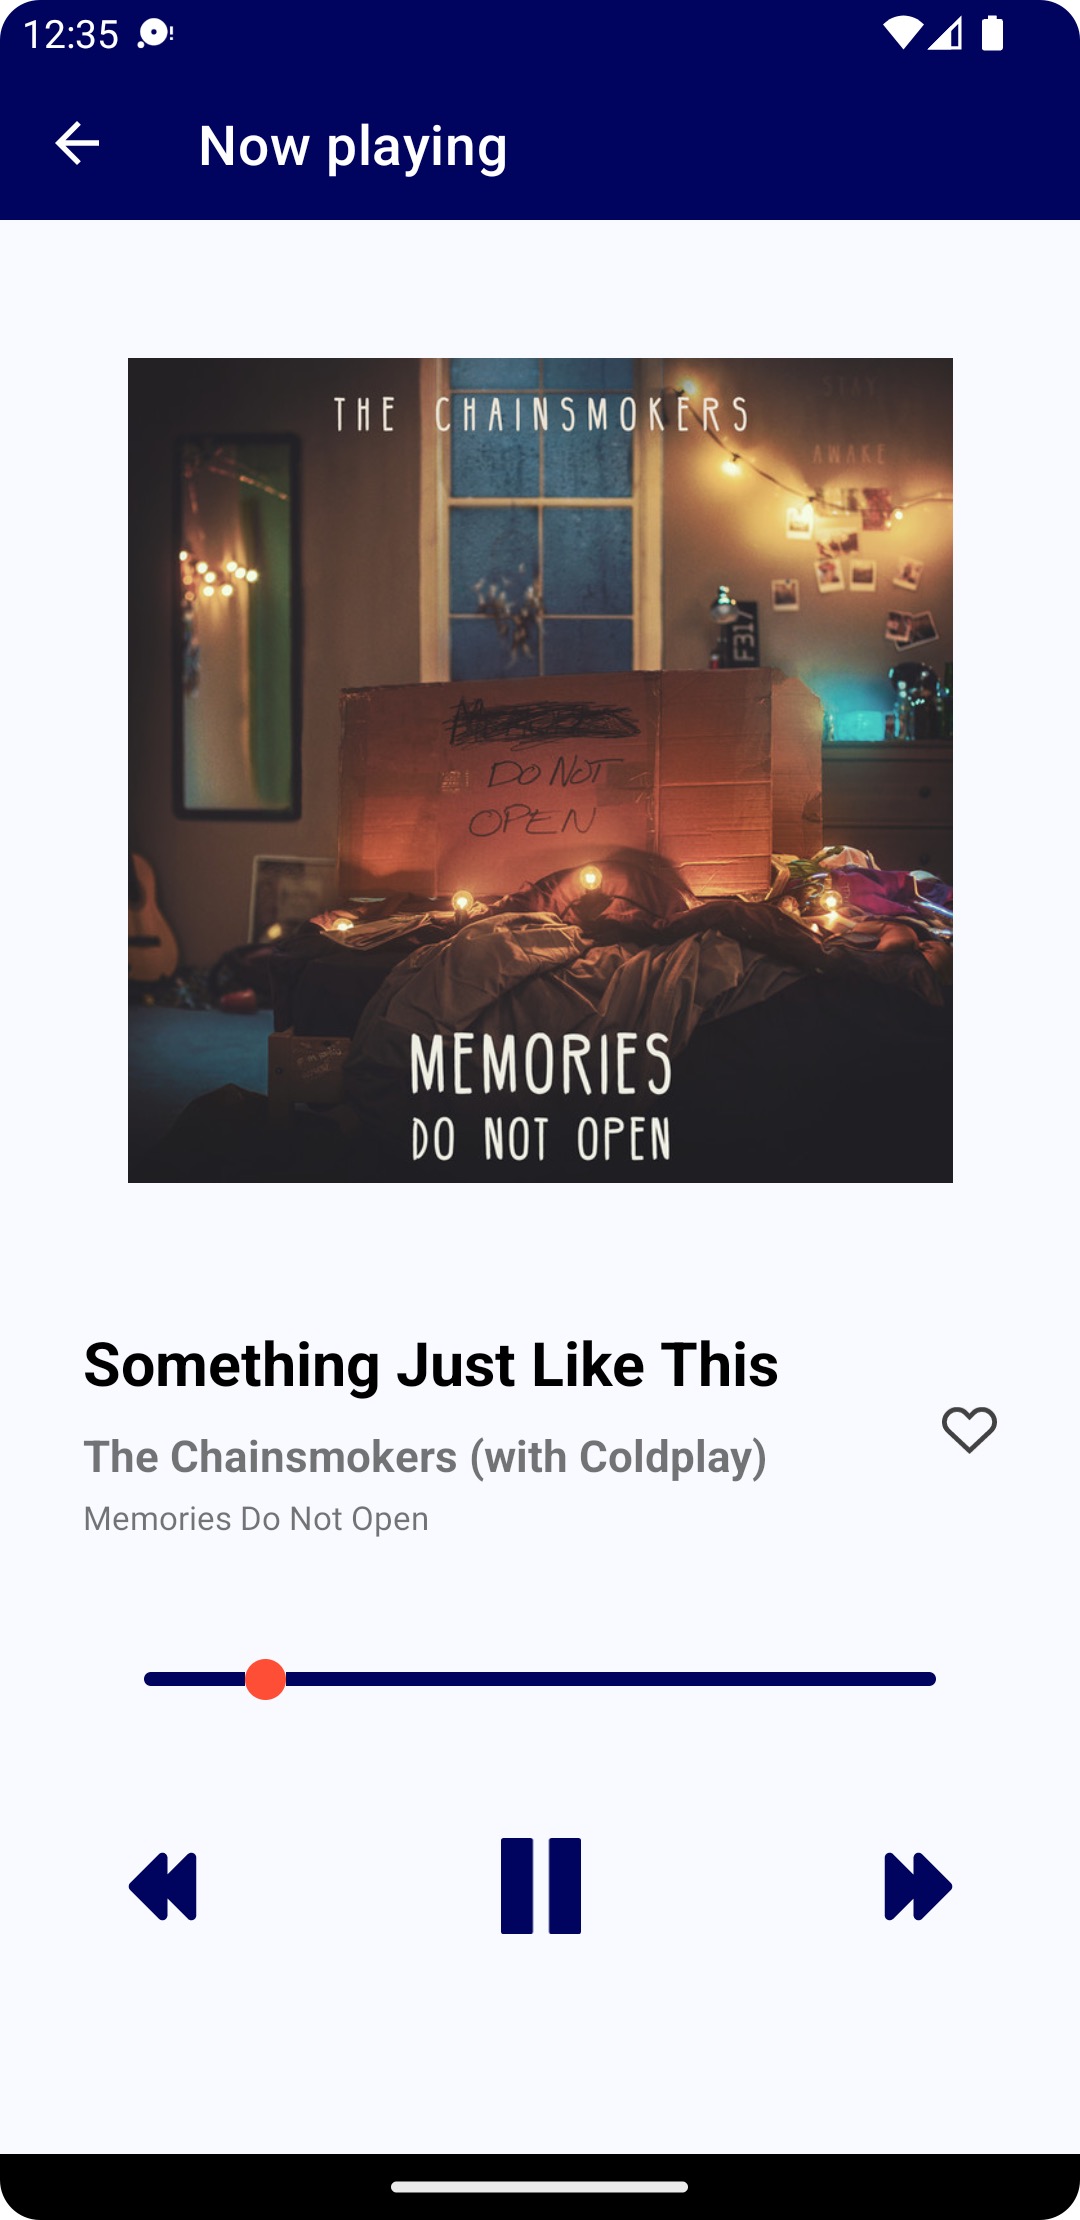 12:35
Now playing
THE CHAINSMOKERS
STAY
AWAKE
F317
DO NOT
OPEN
MEMORIES
DO NOT OPEN
Something Just Like This
The Chainsmokers (with Coldplay)
Memories Do Not Open